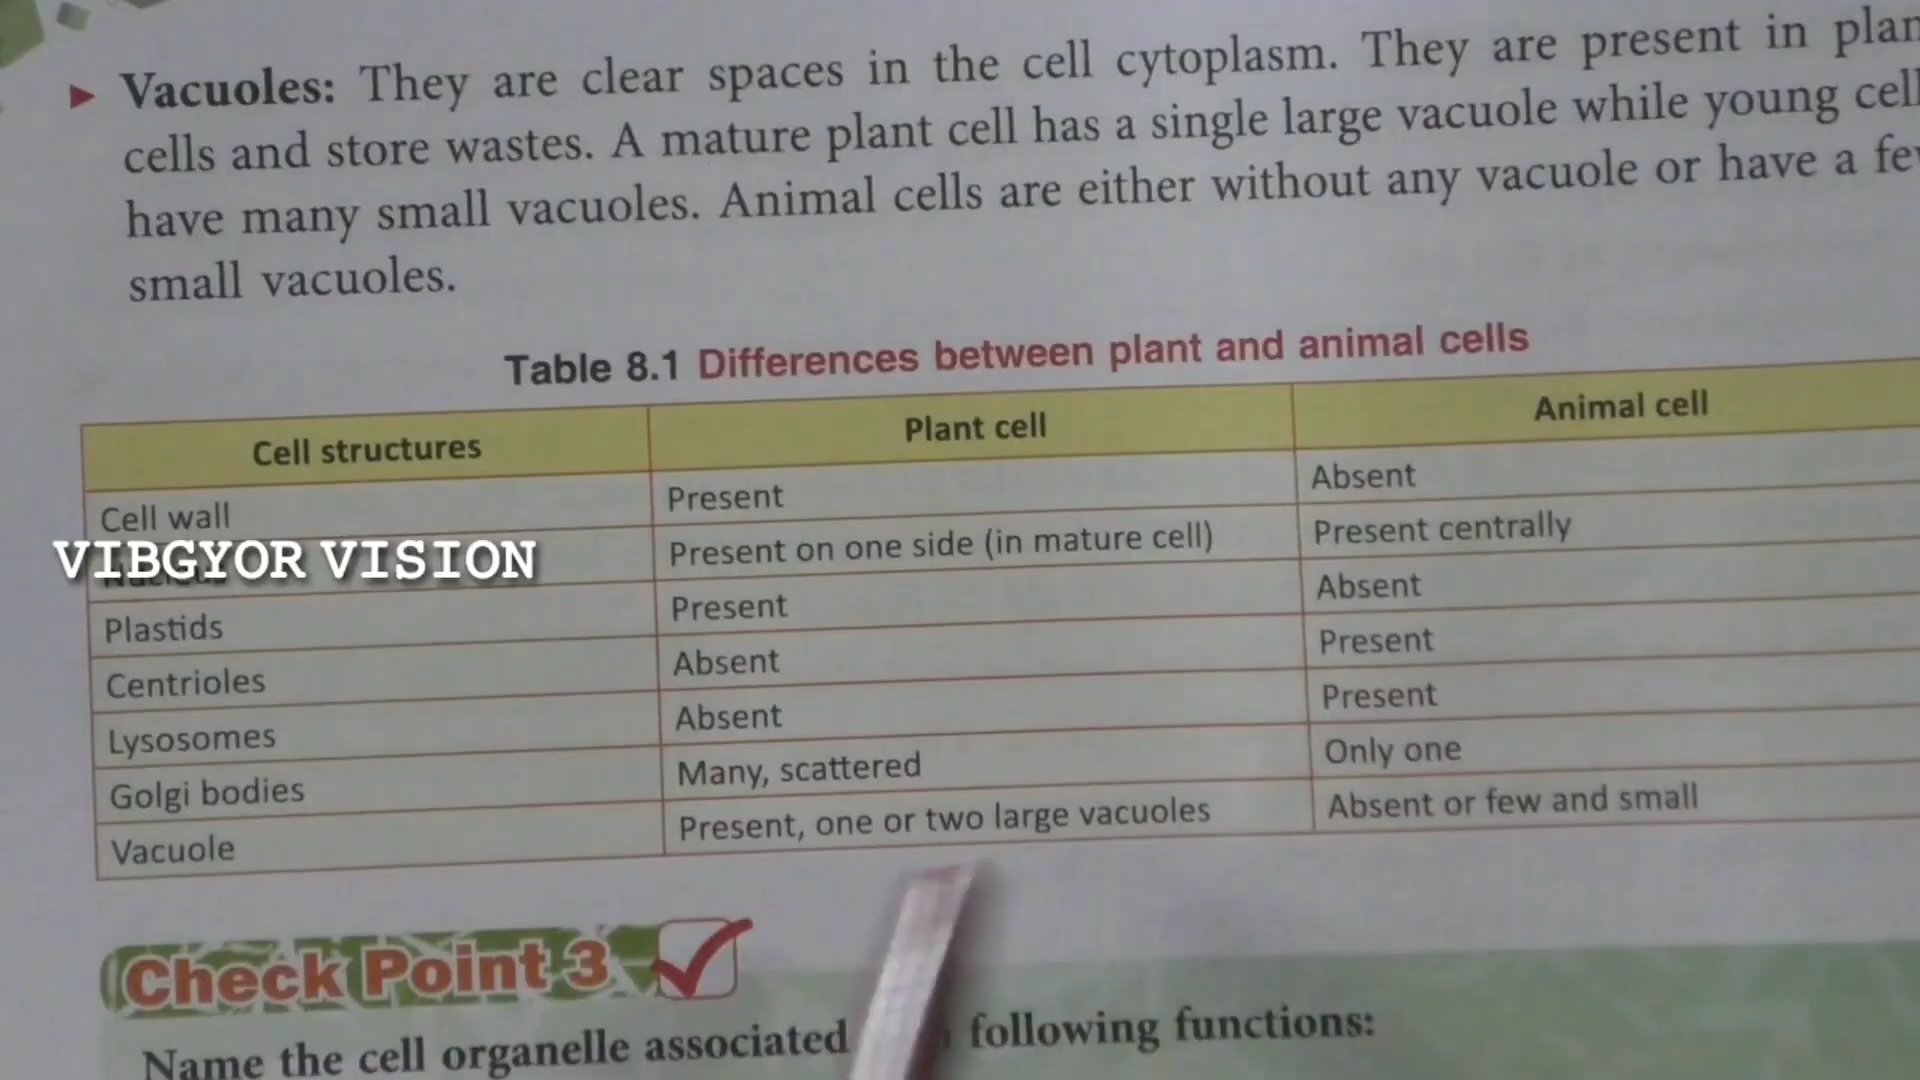 ► Vacuoles: They are clear spaces in the cell cytoplasm. They are present in plan
cells and store wastes. A mature plant cell has a single large vacuole while young cell
have many small vacuoles. Animal cells are either without any vacuole or have a fe
small vacuoles.
Table 8.1 Differences between plant and animal cells
Cell structures Plant cell Animal cell
Cell wall Present Absent
VIBGYOR VISION
Present on one side (in mature cell) Present centrally
Plastids Present Absent
Centrioles Absent Present
Lysosomes Absent Present
Golgi bodies Many, scattered Only one
Vacuole Present, one or two large vacuoles Absent or few and small
Check Point 3
Name the cell organelle associated following functions: